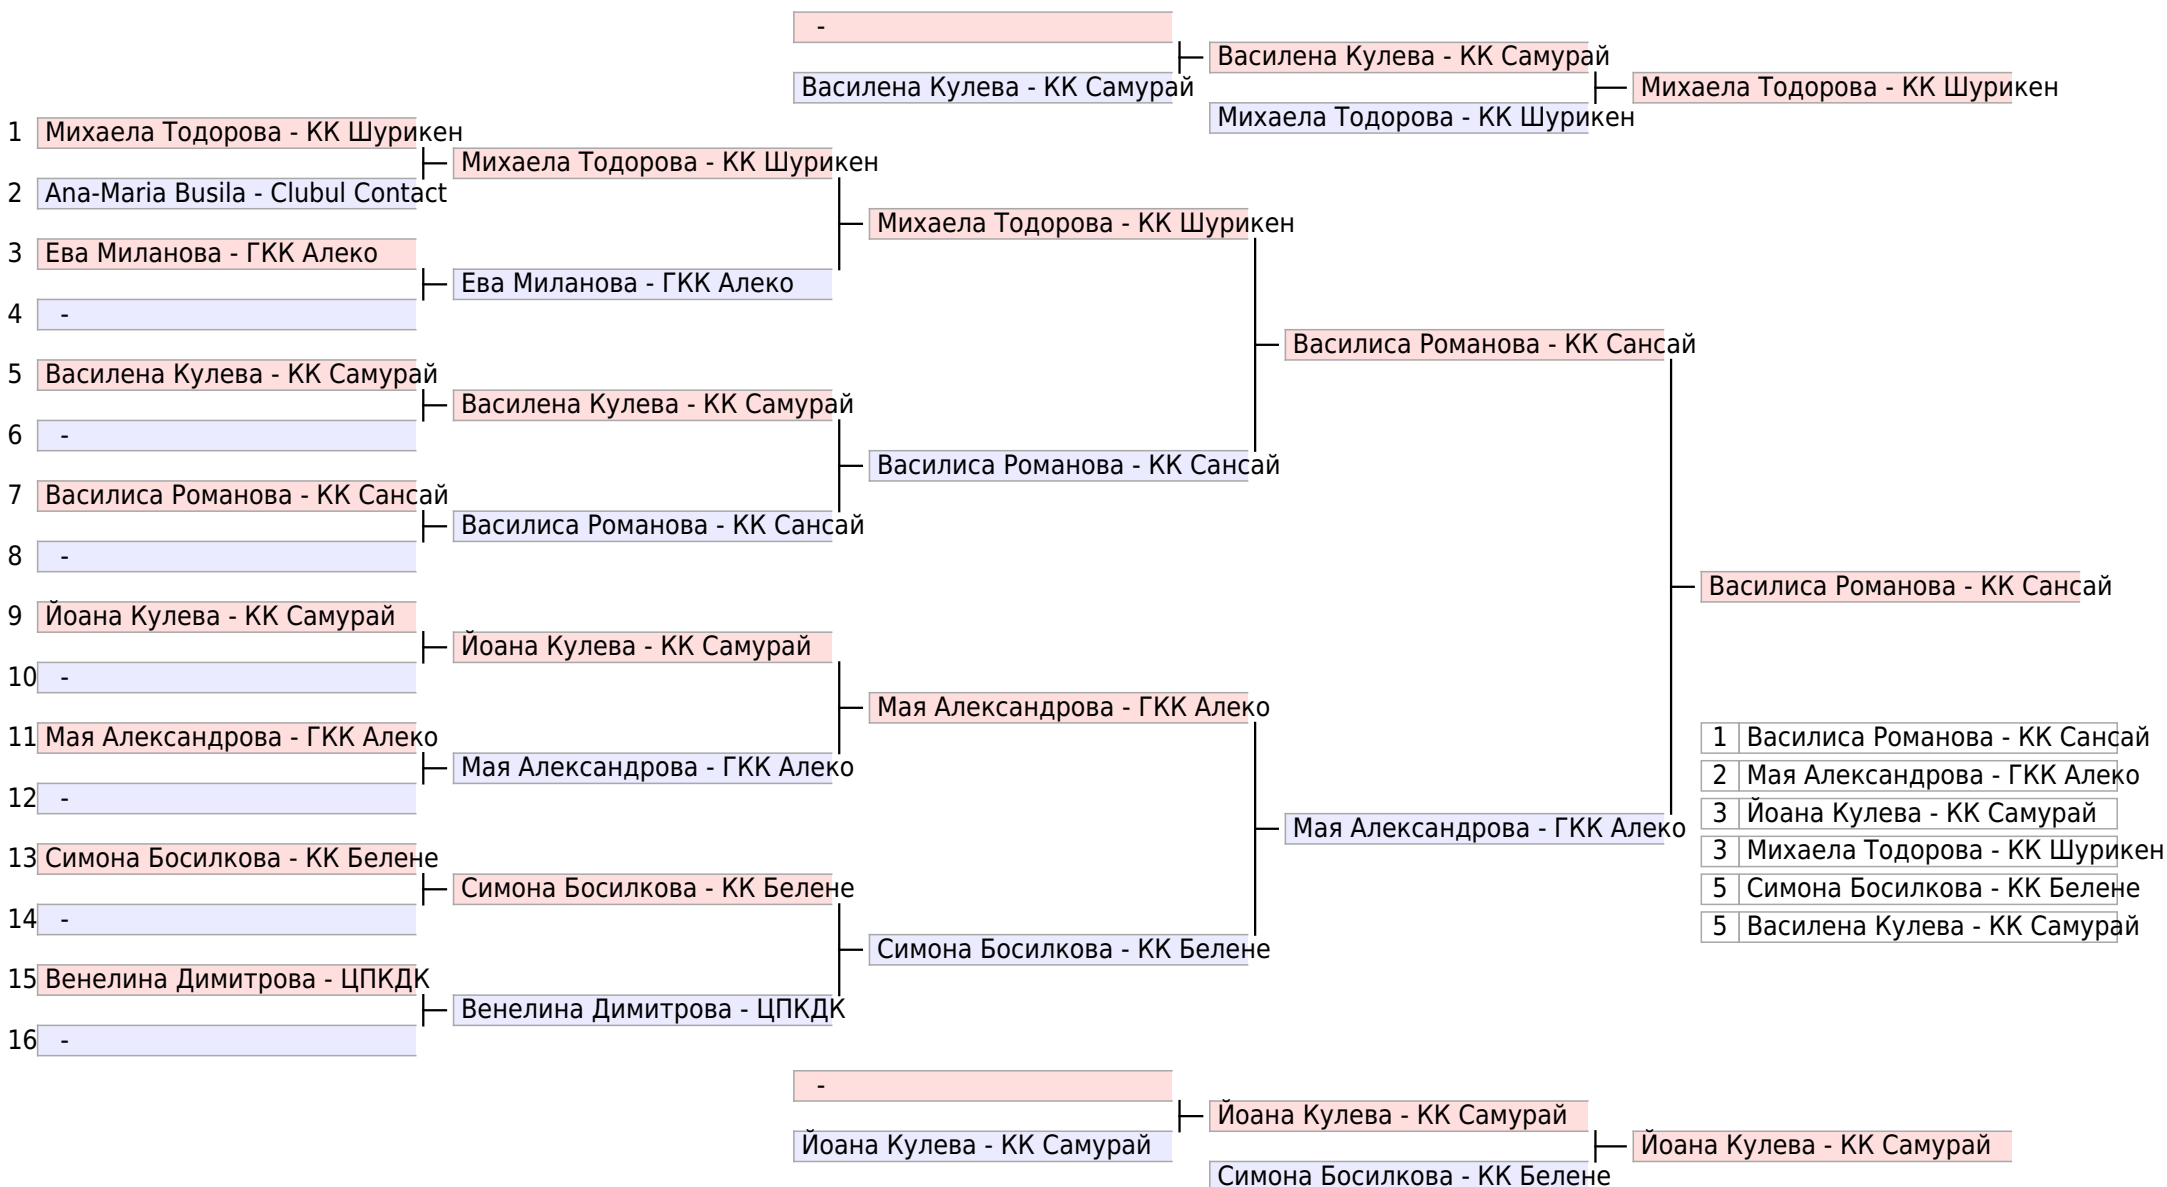 -
Василена Кулева - КК Самурай
Василена Кулева - КК Самурай
Михаела Тодорова - КК Шурикен
Михаела Тодорова - КК Шурикен
1 Михаела Тодорова - КК Шурикен
Михаела Тодорова - КК Шурикен
2 Ana-Maria Busila - Clubul Contact
Михаела Тодорова - КК Шурикен
3 Ева Миланова - ГКК Алеко
Ева Миланова - ГКК Алеко
4 -
Василиса Романова - КК Сансай
5 Василена Кулева - КК Самурай
Василена Кулева - КК Самурай
6 -
Василиса Романова - КК Сансай
7 Василиса Романова - КК Сансай
Василиса Романова - КК Сансай
8 -
Василиса Романова - КК Сансай
9 Йоана Кулева - КК Самурай
Йоана Кулева - КК Самурай
10 -
Мая Александрова - ГКК Алеко
11 Мая Александрова - ГКК Алеко
Мая Александрова - ГКК Алеко
12 -
Мая Александрова - ГКК Алеко
13 Симона Босилкова - КК Белене
Симона Босилкова - КК Белене
14 -
Симона Босилкова - КК Белене
15 Венелина Димитрова - ЦПКДК
Венелина Димитрова - ЦПКДК
16 -
1 Василиса Романова - КК Сансай
2 Мая Александрова - ГКК Алеко
3 Йоана Кулева - КК Самурай
3 Михаела Тодорова - КК Шурикен
5 Симона Босилкова - КК Белене
5 Василена Кулева - КК Самурай
-
Йоана Кулева - КК Самурай
Йоана Кулева - КК Самурай
Йоана Кулева - КК Самурай
Симона Босилкова - КК Белене